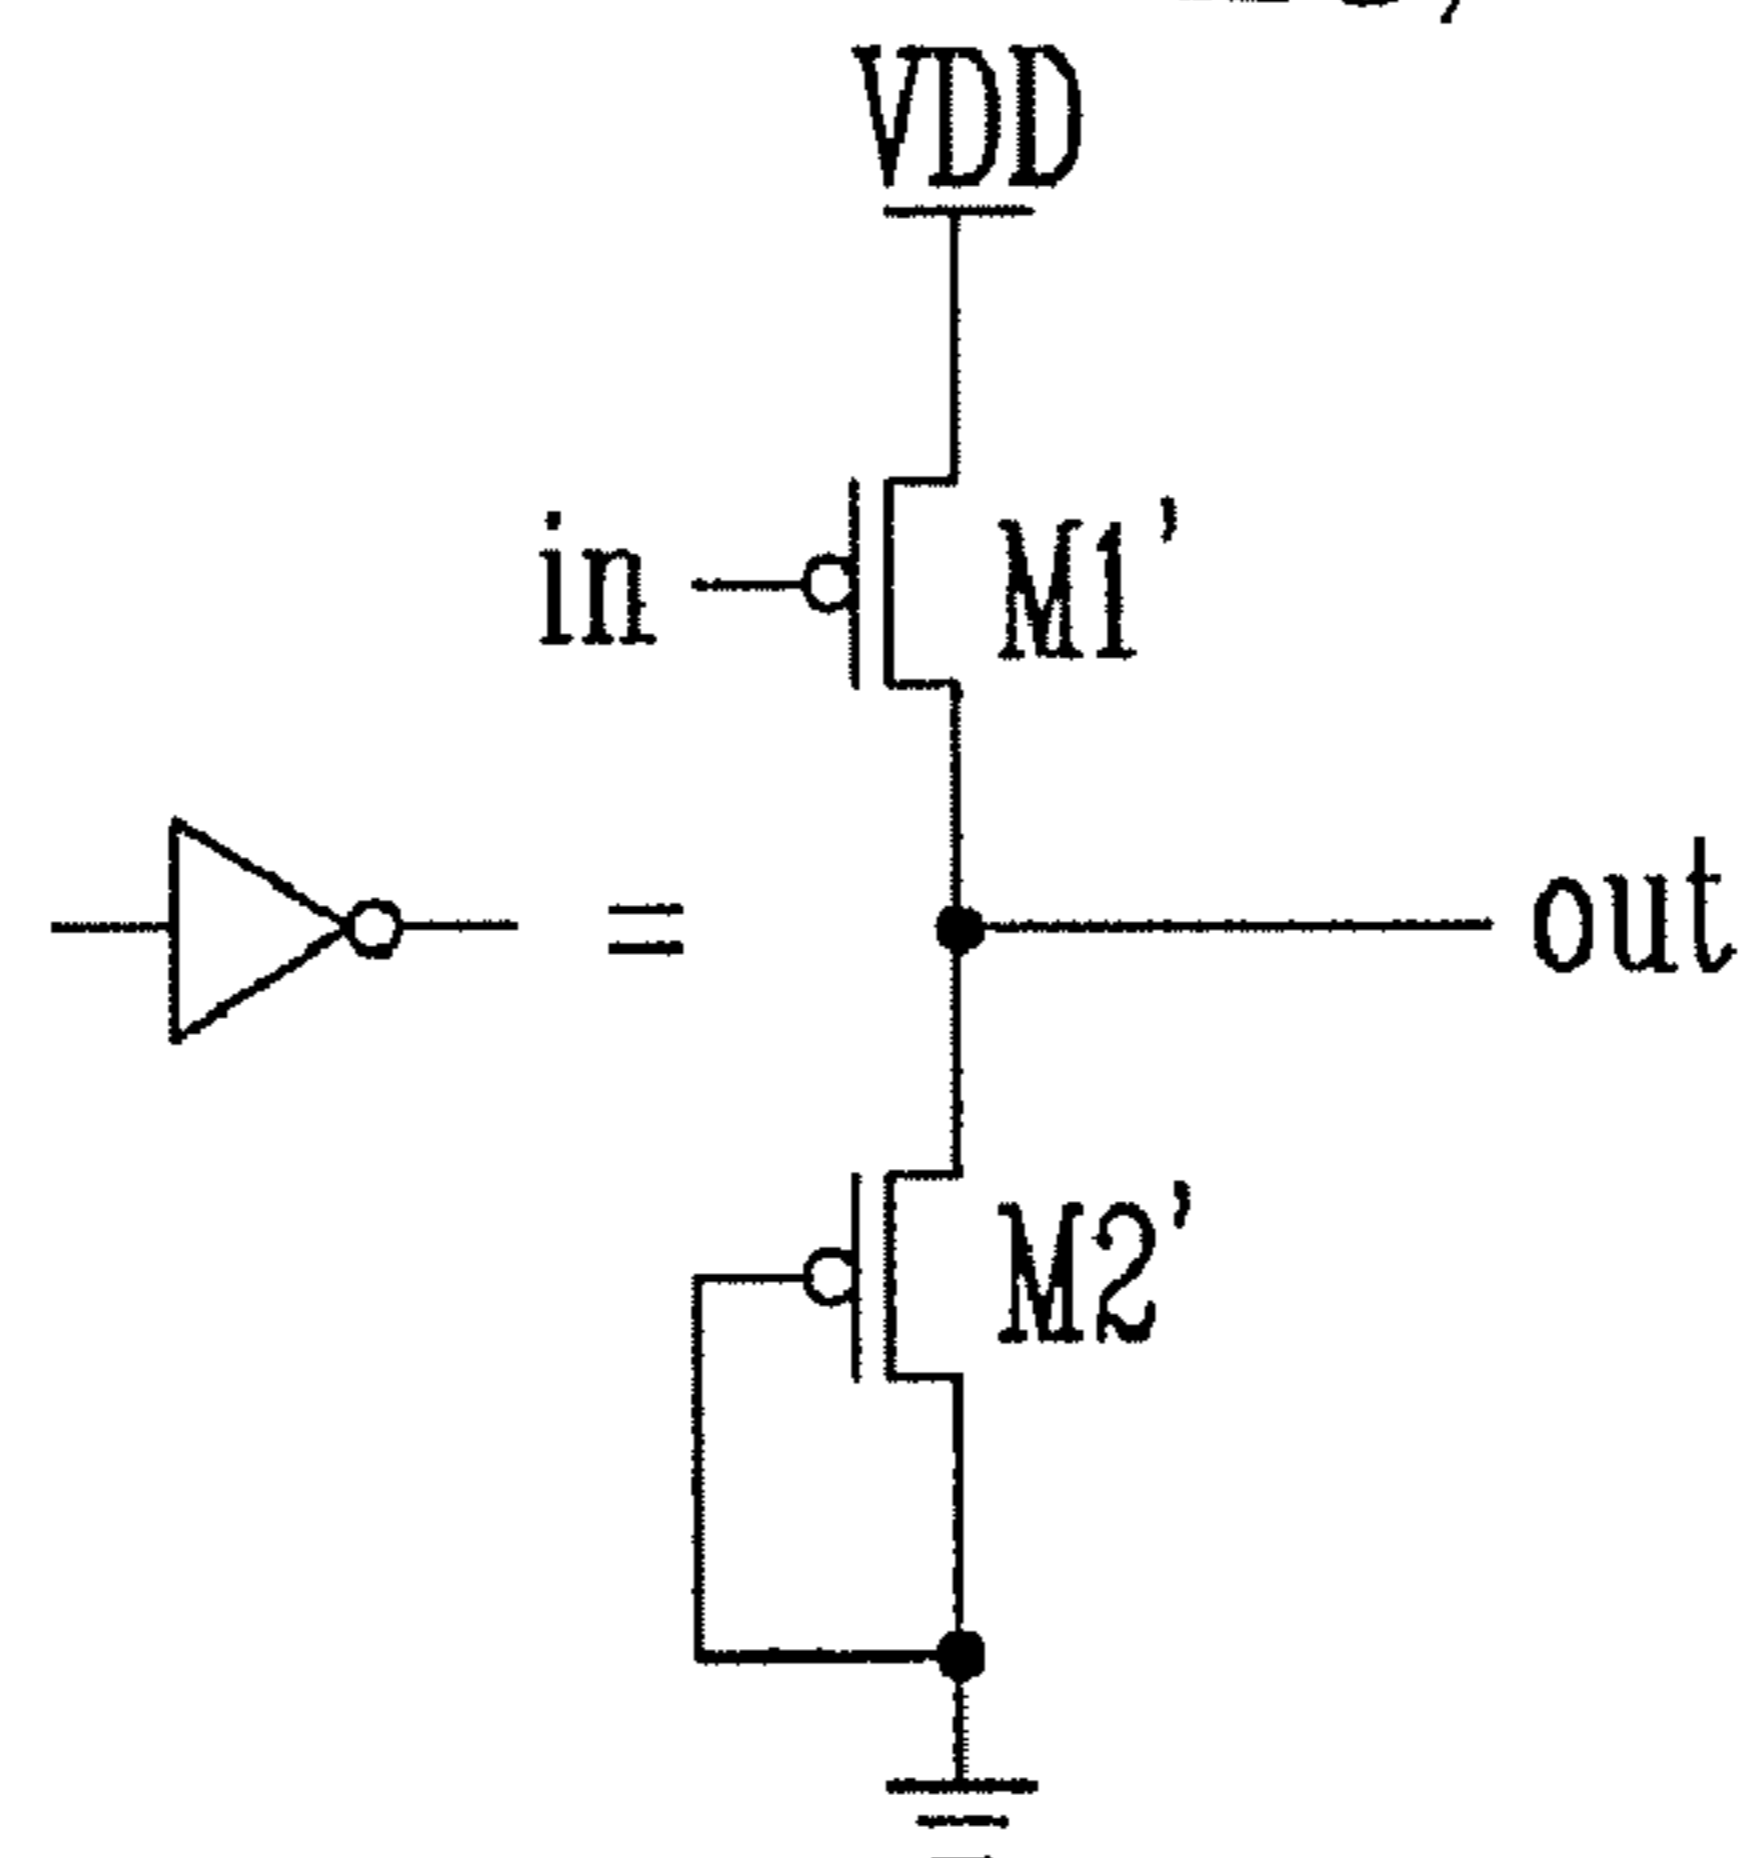 VDD
in
M1'
=
out
M2'